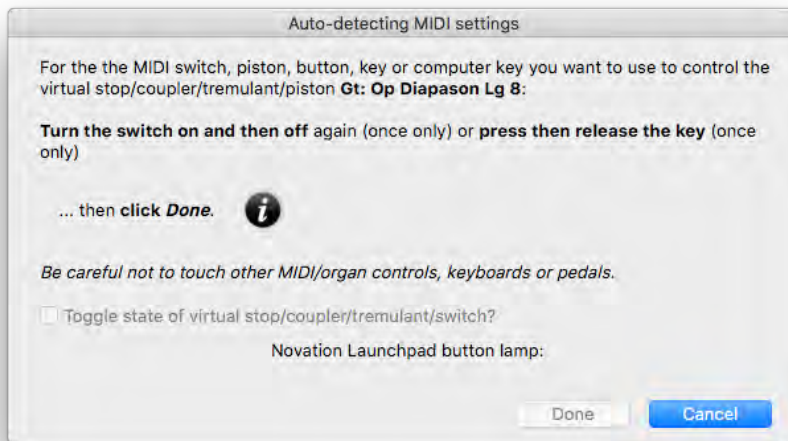 Auto-detecting MIDI settings
For the the MIDI switch, piston, button, key or computer key you want to use to control the
virtual stop/coupler/tremulant/piston Gt: Op Diapason Lg 8:
Turn the switch on and then off again (once only) or press then release the key (once
only)
... then click Done.
Be careful not to touch other MIDI/organ controls, keyboards or pedals.
Toggle state of virtual stop/coupler/tremulant/switch?
Novation Launchpad button lamp:
Done Cancel